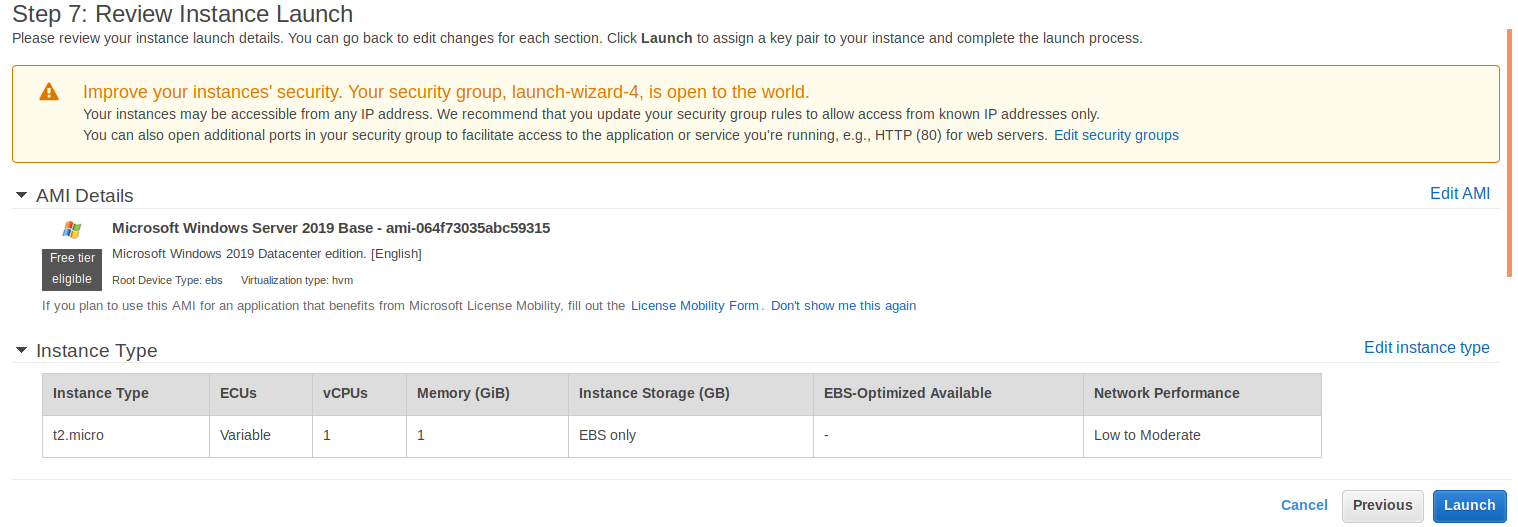 Step 7: Review Instance Launch
Please review your instance launch details. You can go back to edit changes for each section. Click Launch to assign a key pair to your instance and complete the launch process.
Improve your instances' security. Your security group, launch-wizard-4, is open to the world.
Your instances may be accessible from any IP address. We recommend that you update your security group rules to allow access from known IP addresses only.
You can also open additional ports in your security group to facilitate access to the application or service you're running, e.g., HTTP (80) for web servers. Edit security groups
AMI Details Edit AMI
Microsoft Windows Server 2019 Base - ami-064f73035abc59315
Free tier eligible
Microsoft Windows 2019 Datacenter edition. [English]
Root Device Type: ebs Virtualization type: hvm
If you plan to use this AMI for an application that benefits from Microsoft License Mobility, fill out the License Mobility Form. Don't show me this again
Instance Type Edit instance type
Instance Type ECUs vCPUs Memory (GiB) Instance Storage (GB) EBS-Optimized Available Network Performance
t2.micro Variable 1 1 EBS only - Low to Moderate
Cancel Previous Launch